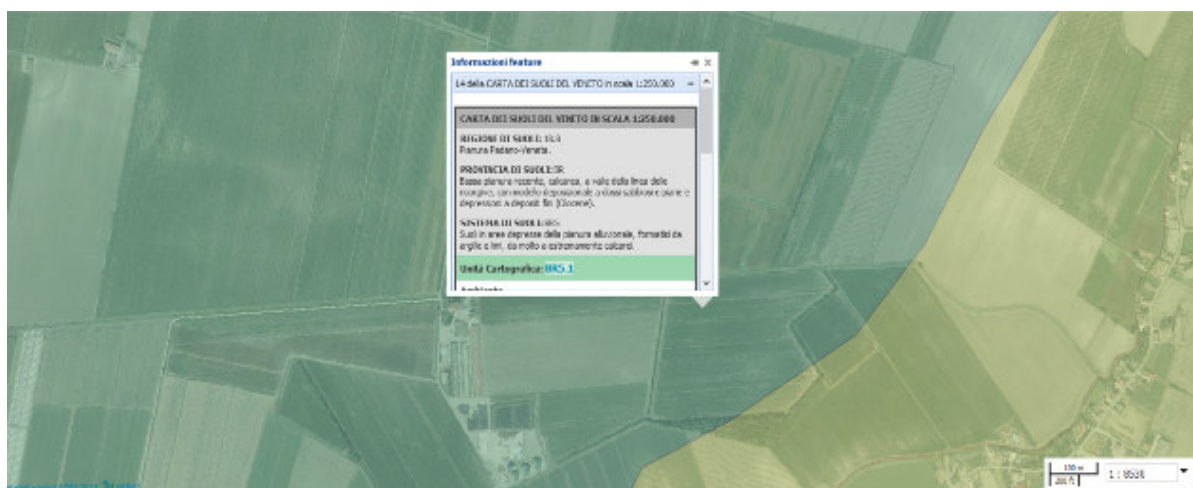 Informazioni feature
L4 della CARTA DEI SUOLI DEL VENETO in scala 1:250.000
CARTA DEI SUOLI DEL VENETO IN SCALA 1:250.000
REGIONE DI SUOLI: 18.8
Pianura Padano-Veneta.
PROVINCIA DI SUOLI: BR
Bassa pianura recente, calcarea, a valle della linea delle
risorgive, con modello deposizionale a dossi sabbiosi e piane e
depressioni a depositi fini (Olocene).
SISTEMA DI SUOLI: BR5
Suoli in aree depresse della pianura alluvionale, formatisi da
argille e limi, da molto a estremamente calcarei.
Unità Cartografica: BR5.1
Ambiente
100 m
200 ft
1 : 8530